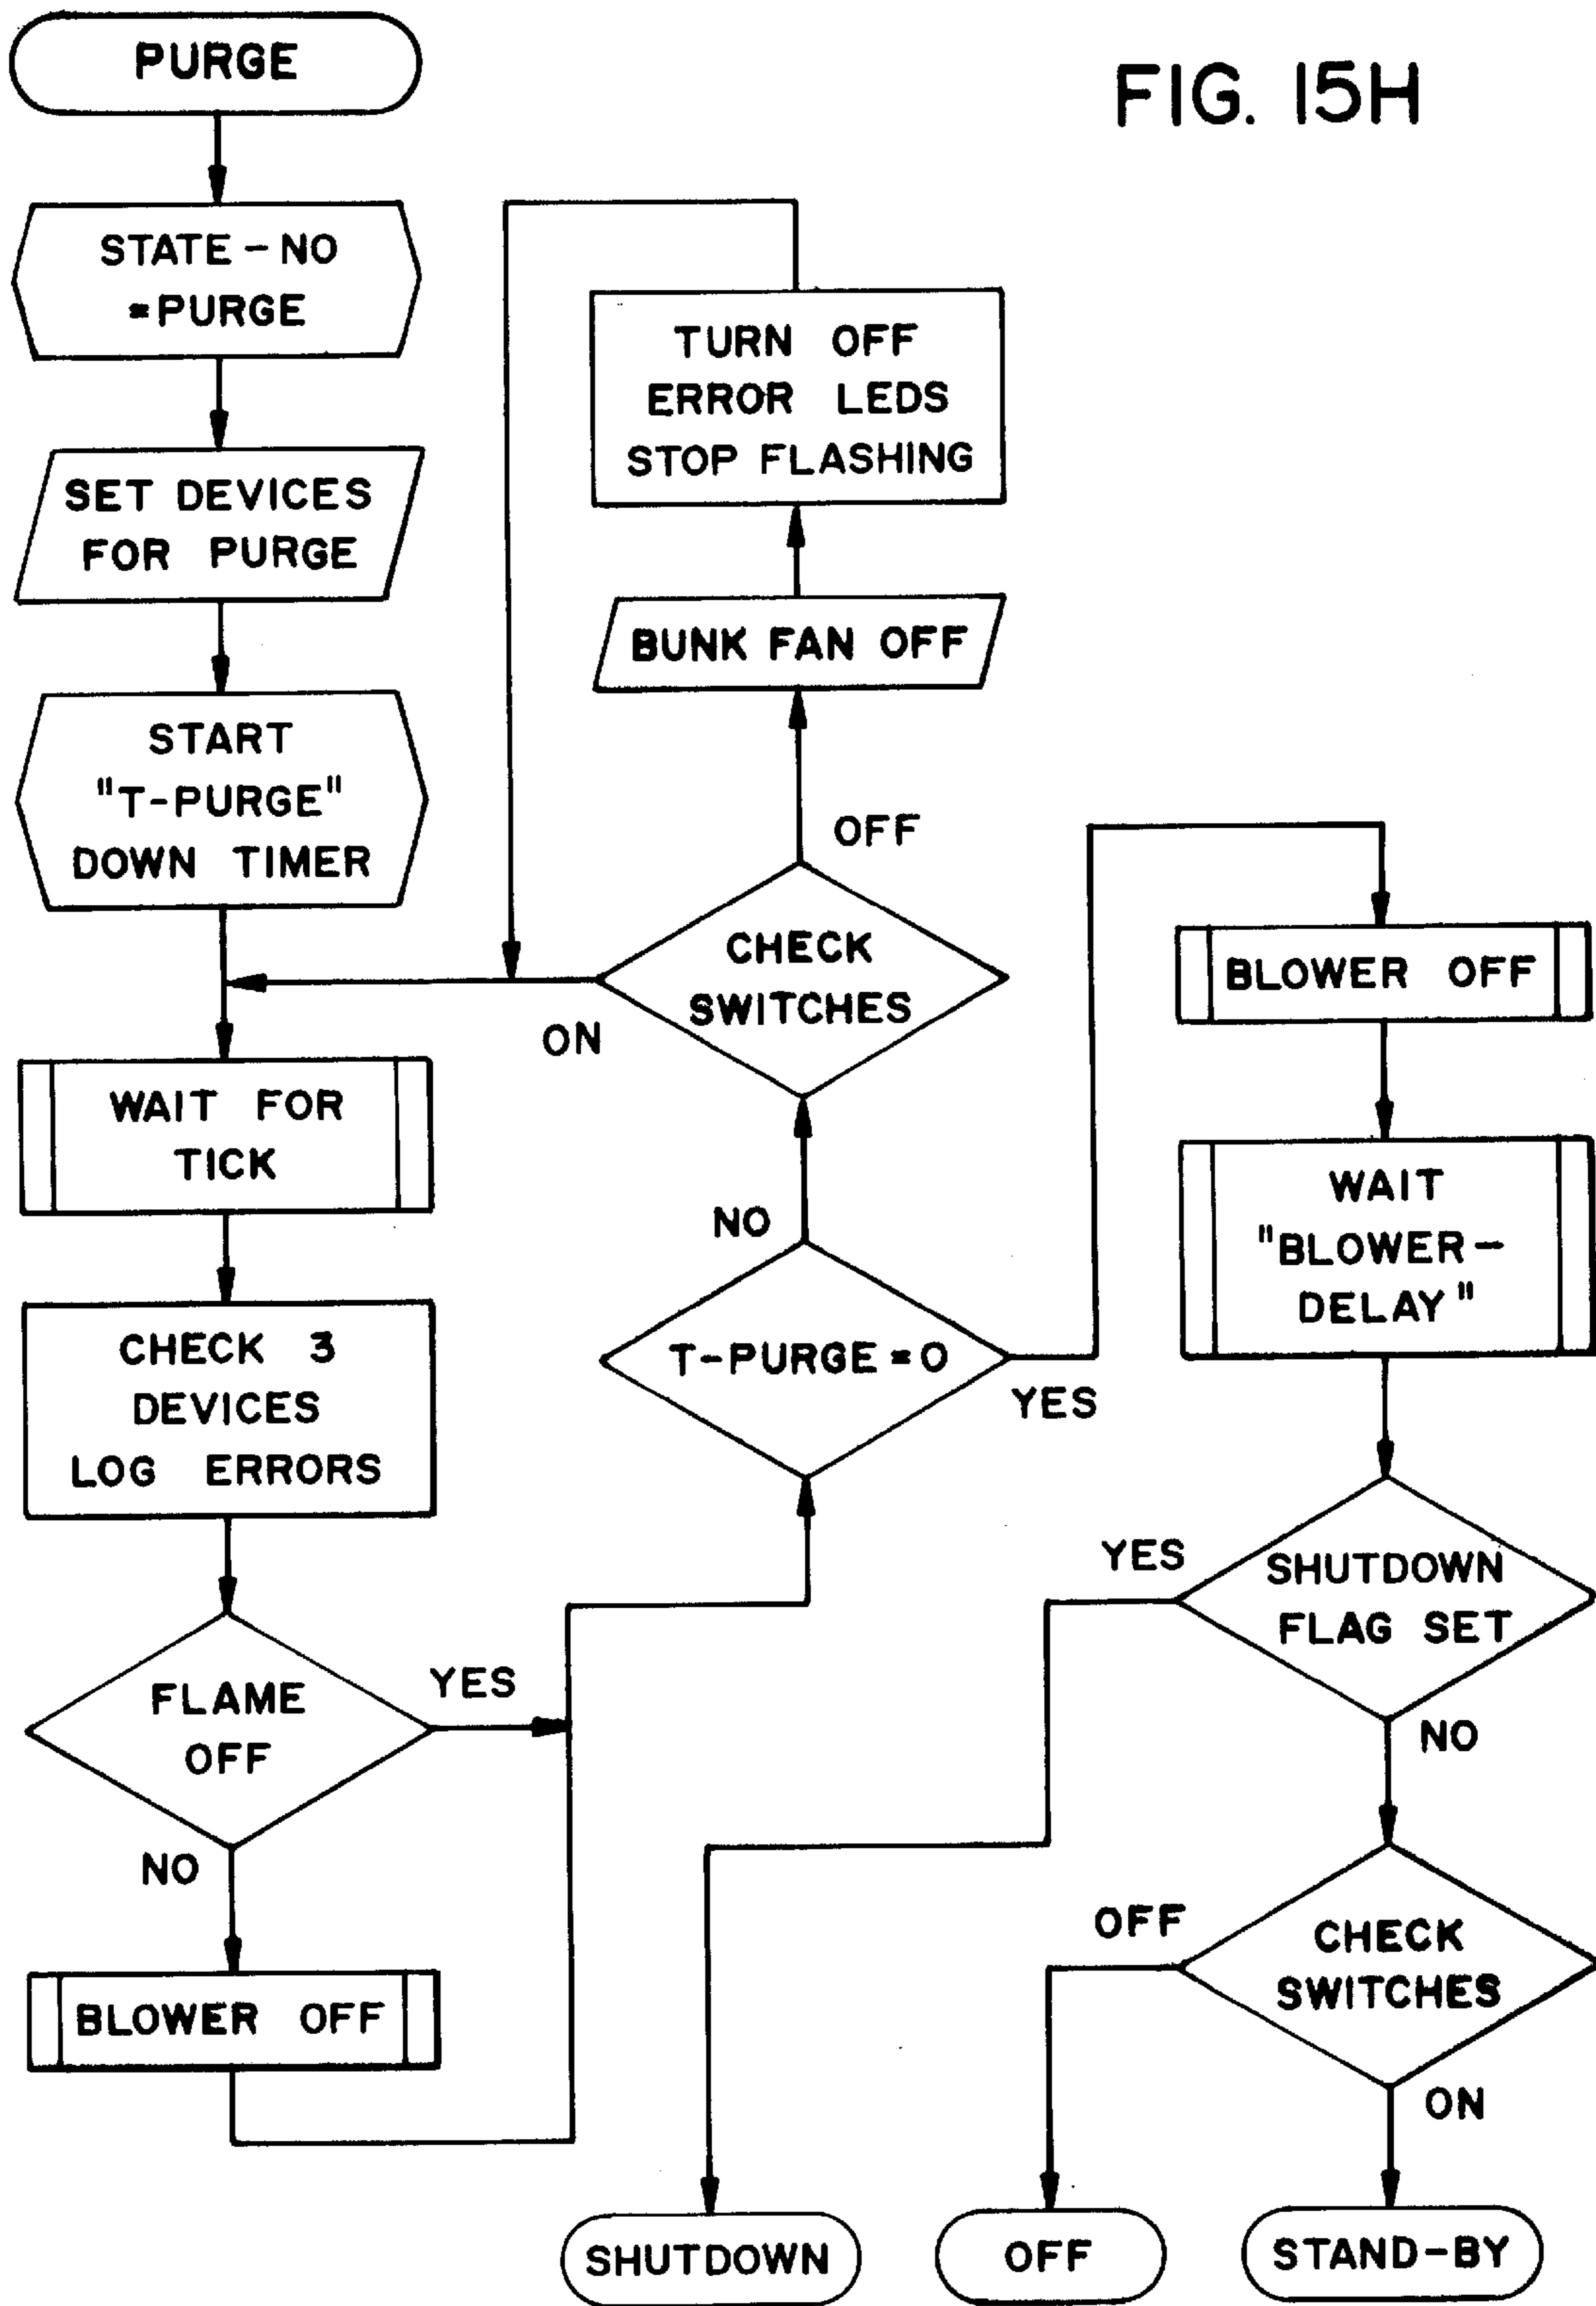 FIG. 15H
PURGE
STATE-NO
=PURGE
SET DEVICES
FOR PURGE
START
"T-PURGE"
DOWN TIMER
WAIT FOR
TICK
CHECK 3
DEVICES
LOG ERRORS
FLAME
OFF
YES
NO
BLOWER OFF
TURN OFF
ERROR LEDS
STOP FLASHING
BUNK FAN OFF
OFF
CHECK
SWITCHES
ON
NO
T-PURGE=0
YES
BLOWER OFF
WAIT
"BLOWER-
DELAY"
YES
SHUTDOWN
FLAG SET
NO
OFF
CHECK
SWITCHES
ON
SHUTDOWN
OFF
STAND-BY